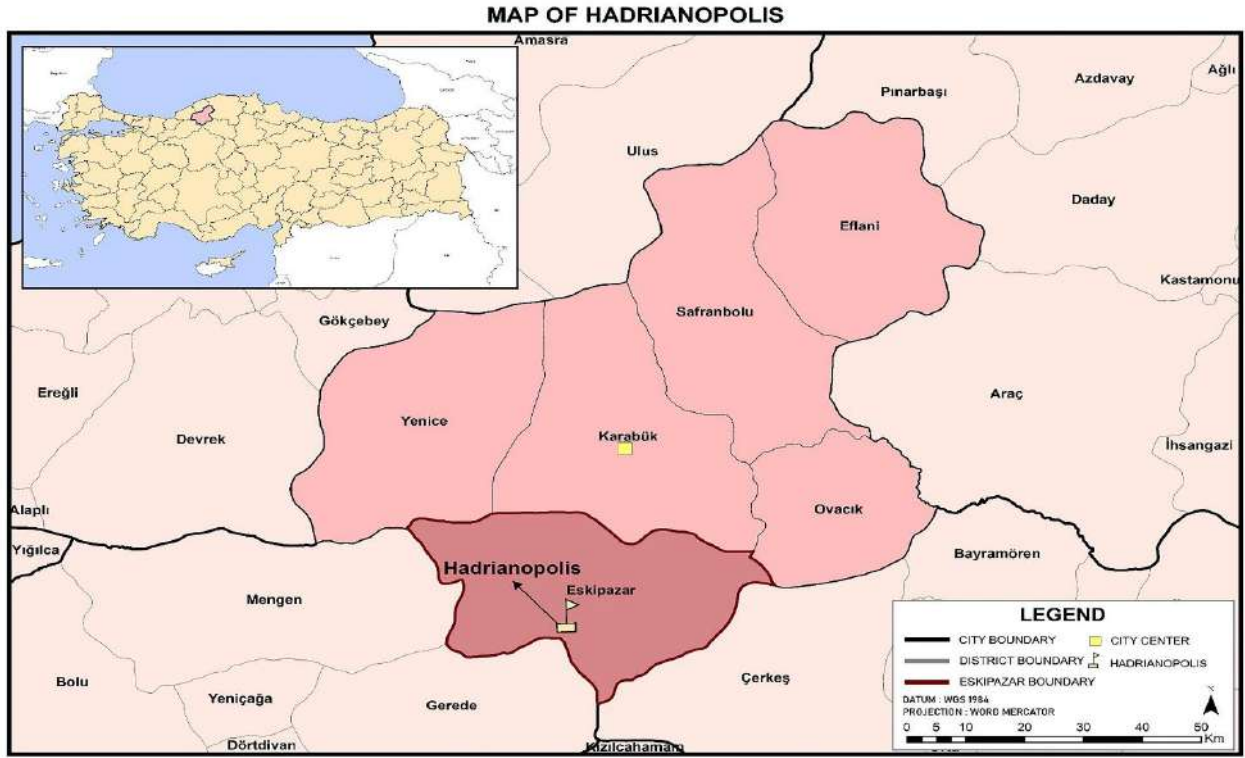 MAP OF HADRIANOPOLIS
Amasra
Azdavay
Ağlı
Pınarbaşı
Ulus
Daday
Eflani
Kastamonu
Safranbolu
Gökçebey
Ereğli
Araç
Yenice
Devrek
Karabük
İhsangazi
Alaplı
Ovacık
Yığılca
Bayramören
Hadrianopolis
Eskipazar
Mengen
Bolu
Çerkeş
Yeniçağa
Gerede
Dörtdivan
Kızılcahamam
LEGEND
CITY BOUNDARY
CITY CENTER
DISTRICT BOUNDARY
HADRIANOPOLIS
ESKIPAZAR BOUNDARY
DATUM : WGS 1984
PROJECTION : WORD MERCATOR
0 5 10 20 30 40 50
Km